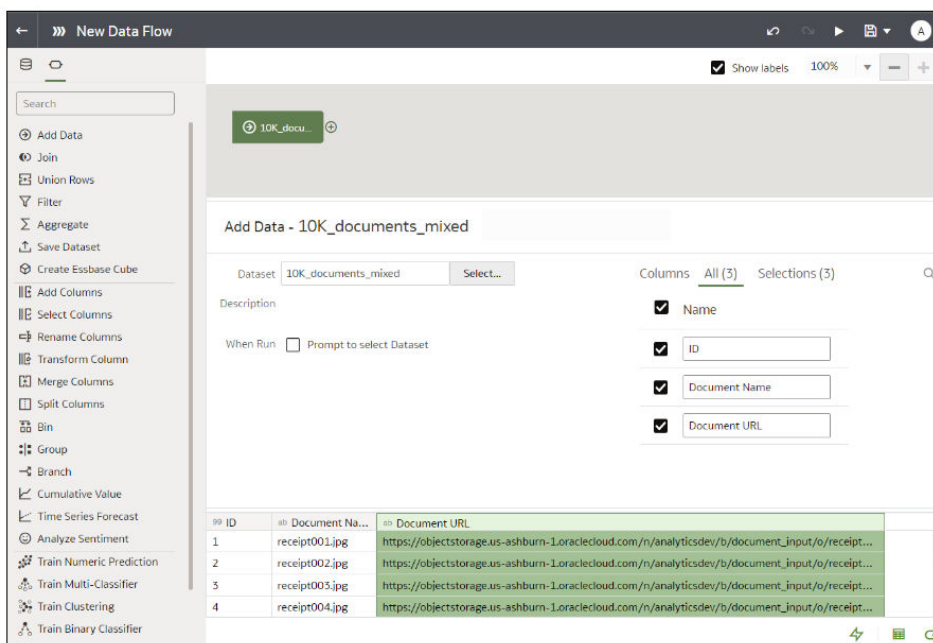 New Data Flow
A
Show labels 100%
Search
Add Data
Join
Union Rows
Filter
Aggregate
Save Dataset
Create Essbase Cube
Add Columns
Select Columns
Rename Columns
Transform Column
Merge Columns
Split Columns
Bin
Group
Branch
Cumulative Value
Time Series Forecast
Analyze Sentiment
Train Numeric Prediction
Train Multi-Classifier
Train Clustering
Train Binary Classifier
10K_docu...
Add Data - 10K_documents_mixed
Dataset 10K_documents_mixed Select...
Description
When Run Prompt to select Dataset
Columns All (3) Selections (3)
Name
ID
Document Name
Document URL
99 ID ab Document Na... ab Document URL
1 receipt001.jpg https://objectstorage.us-ashburn-1.oraclecloud.com/n/analyticsdev/b/document_input/o/receipt...
2 receipt002.jpg https://objectstorage.us-ashburn-1.oraclecloud.com/n/analyticsdev/b/document_input/o/receipt...
3 receipt003.jpg https://objectstorage.us-ashburn-1.oraclecloud.com/n/analyticsdev/b/document_input/o/receipt...
4 receipt004.jpg https://objectstorage.us-ashburn-1.oraclecloud.com/n/analyticsdev/b/document_input/o/receipt...